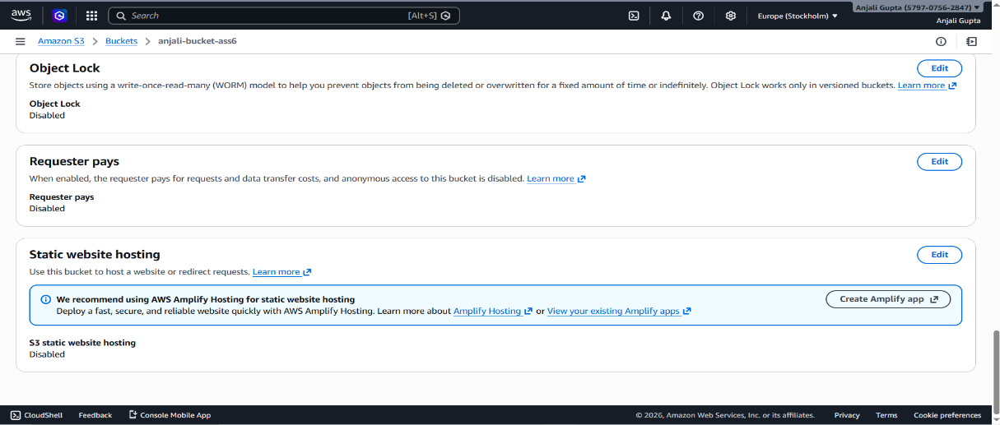 aws
Search [Alt+S]
Europe (Stockholm)
Anjali Gupta (5797-0756-2847)
Anjali Gupta
Amazon S3 > Buckets > anjali-bucket-ass6
Object Lock
Edit
Store objects using a write-once-read-many (WORM) model to help you prevent objects from being deleted or overwritten for a fixed amount of time or indefinitely. Object Lock works only in versioned buckets. Learn more
Object Lock
Disabled
Requester pays
Edit
When enabled, the requester pays for requests and data transfer costs, and anonymous access to this bucket is disabled. Learn more
Requester pays
Disabled
Static website hosting
Edit
Use this bucket to host a website or redirect requests. Learn more
We recommend using AWS Amplify Hosting for static website hosting
Create Amplify app
Deploy a fast, secure, and reliable website quickly with AWS Amplify Hosting. Learn more about Amplify Hosting or View your existing Amplify apps
S3 static website hosting
Disabled
CloudShell Feedback Console Mobile App © 2026, Amazon Web Services, Inc. or its affiliates. Privacy Terms Cookie preferences